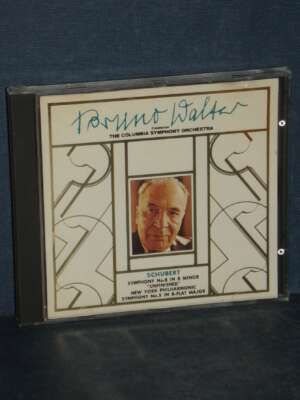 Bruno Walter
CONDUCTS
THE COLUMBIA SYMPHONY ORCHESTRA
SCHUBERT
SYMPHONY No.8 IN B MINOR
"UNFINISHED"
NEW YORK PHILHARMONIC
SYMPHONY No.5 IN B-FLAT MAJOR